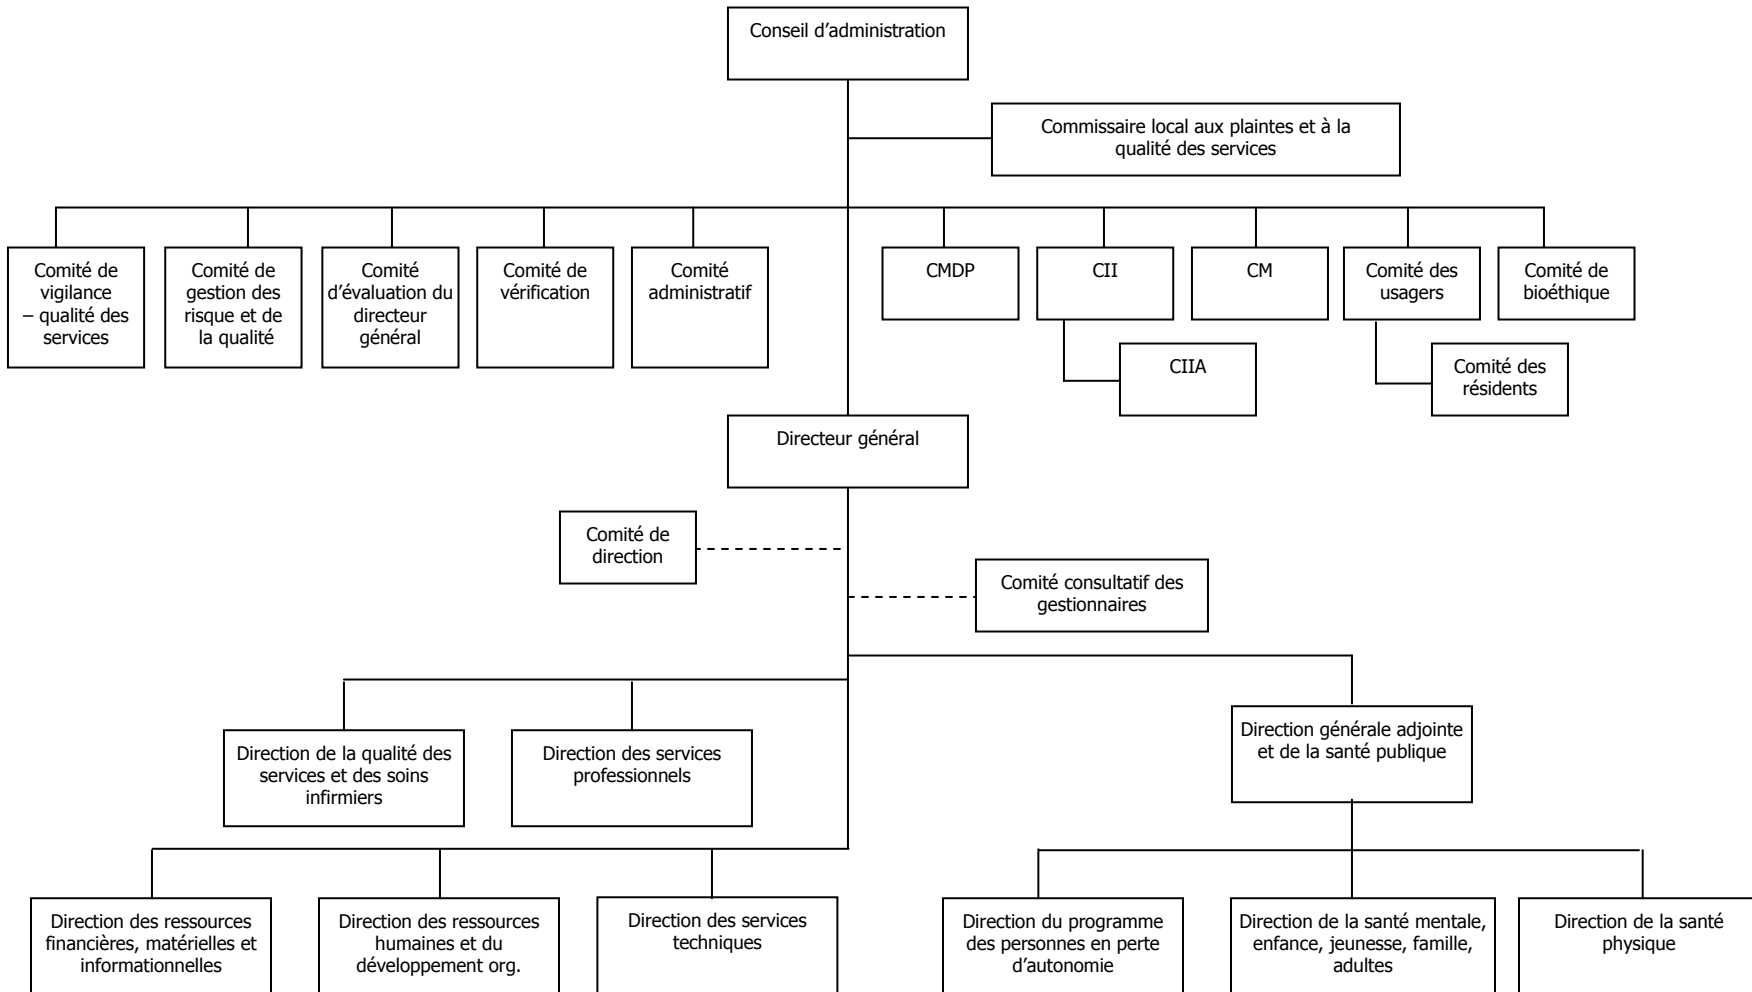 Conseil d’administration
Commissaire local aux plaintes et à la
qualité des services
Comité de
vigilance
– qualité des
services
Comité de
gestion des
risque et de
la qualité
Comité
d’évaluation du
directeur
général
Comité de
vérification
Comité
administratif
CMDP
CII
CM
Comité des
usagers
Comité de
bioéthique
CIIA
Comité des
résidents
Directeur général
Comité de
direction
Comité consultatif des
gestionnaires
Direction de la qualité des
services et des soins
infirmiers
Direction des services
professionnels
Direction générale adjointe
et de la santé publique
Direction des ressources
financières, matérielles et
informationnelles
Direction des ressources
humaines et du
développement org.
Direction des services
techniques
Direction du programme
des personnes en perte
d’autonomie
Direction de la santé mentale,
enfance, jeunesse, famille,
adultes
Direction de la santé
physique